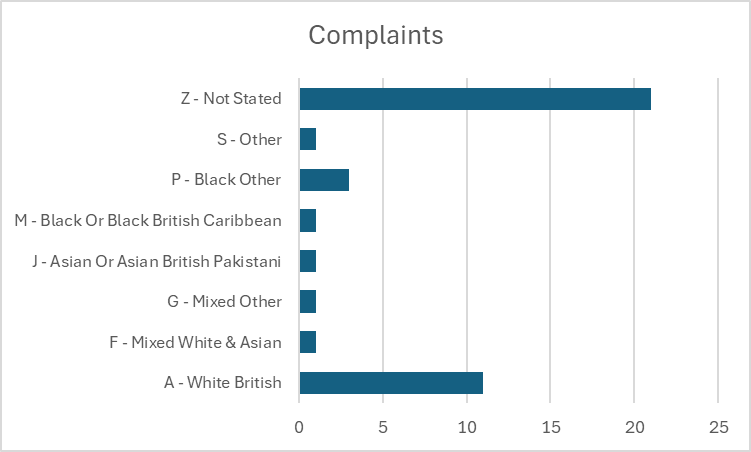 Complaints
Z - Not Stated
S - Other
P - Black Other
M - Black Or Black British Caribbean
J - Asian Or Asian British Pakistani
G - Mixed Other
F - Mixed White & Asian
A - White British
0 5 10 15 20 25